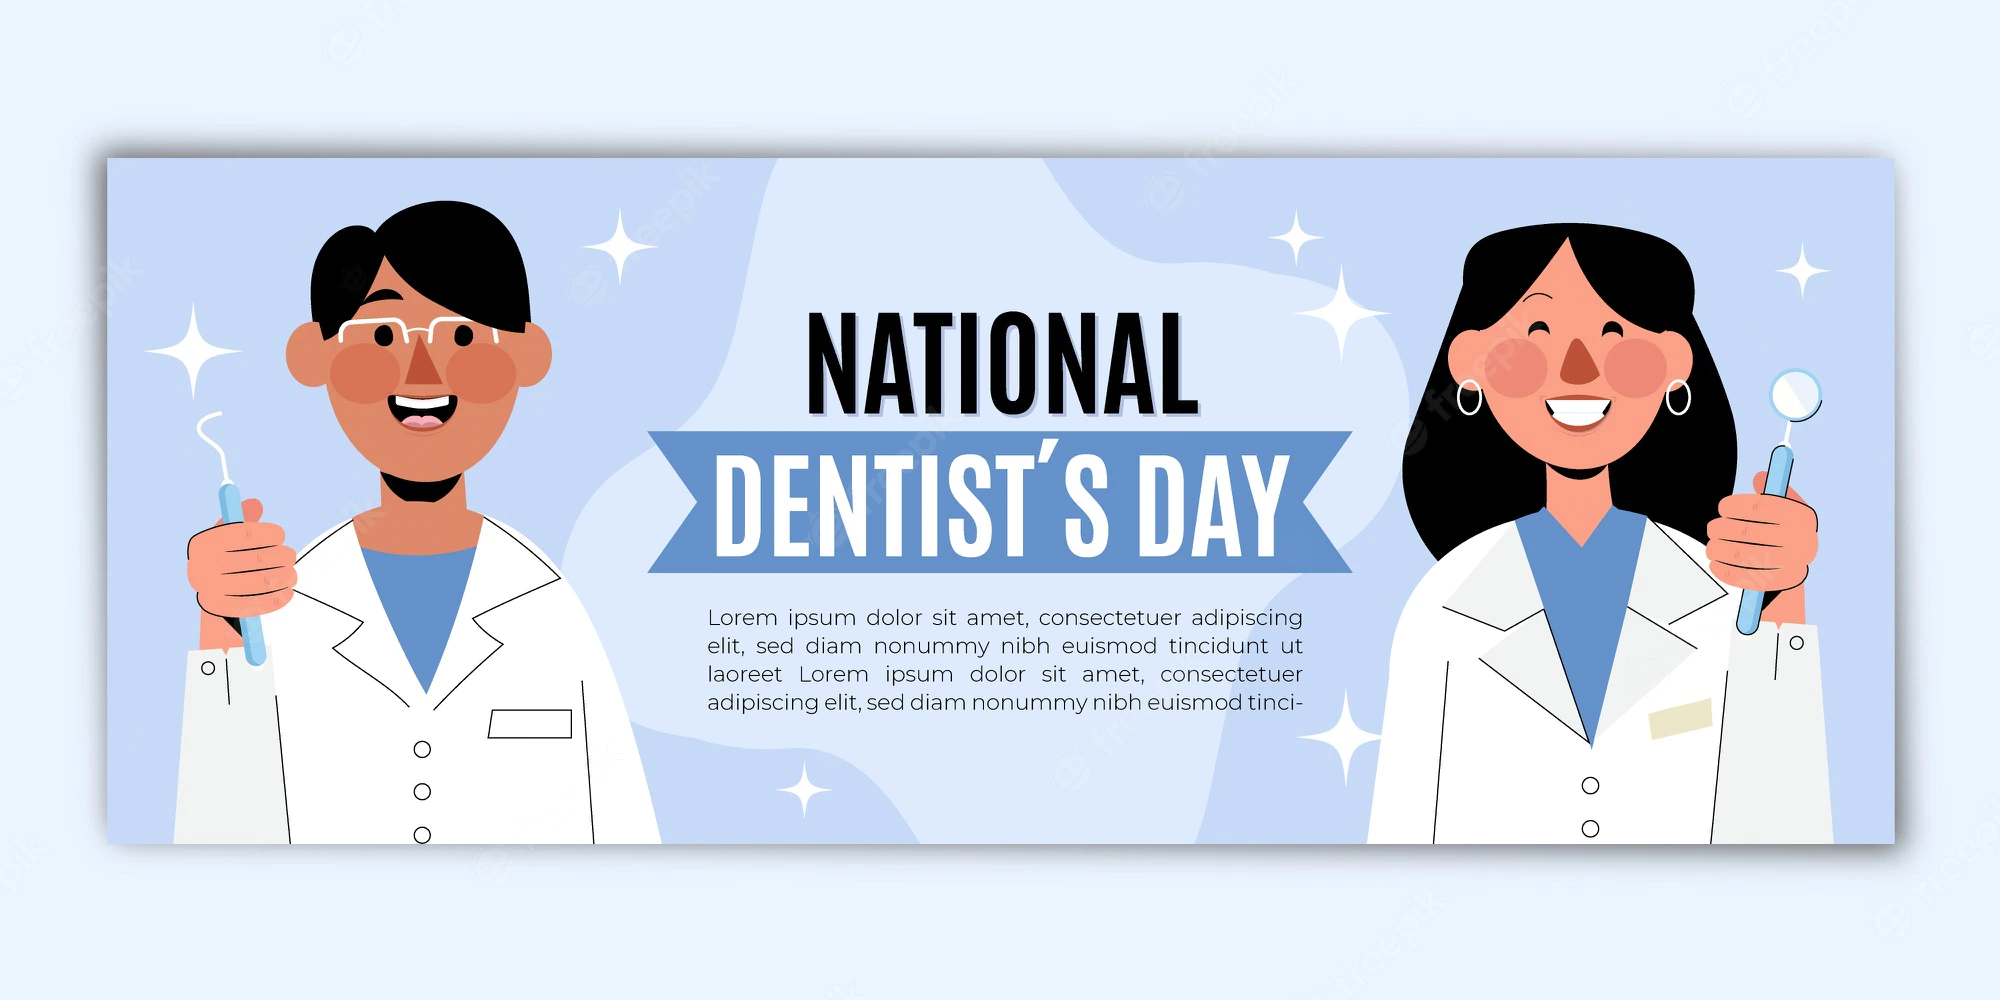 NATIONAL
DENTIST´S DAY
Lorem ipsum dolor sit amet, consectetuer adipiscing
elit, sed diam nonummy nibh euismod tincidunt ut
laoreet Lorem ipsum dolor sit amet, consectetuer
adipiscing elit, sed diam nonummy nibh euismod tinci-
freepik